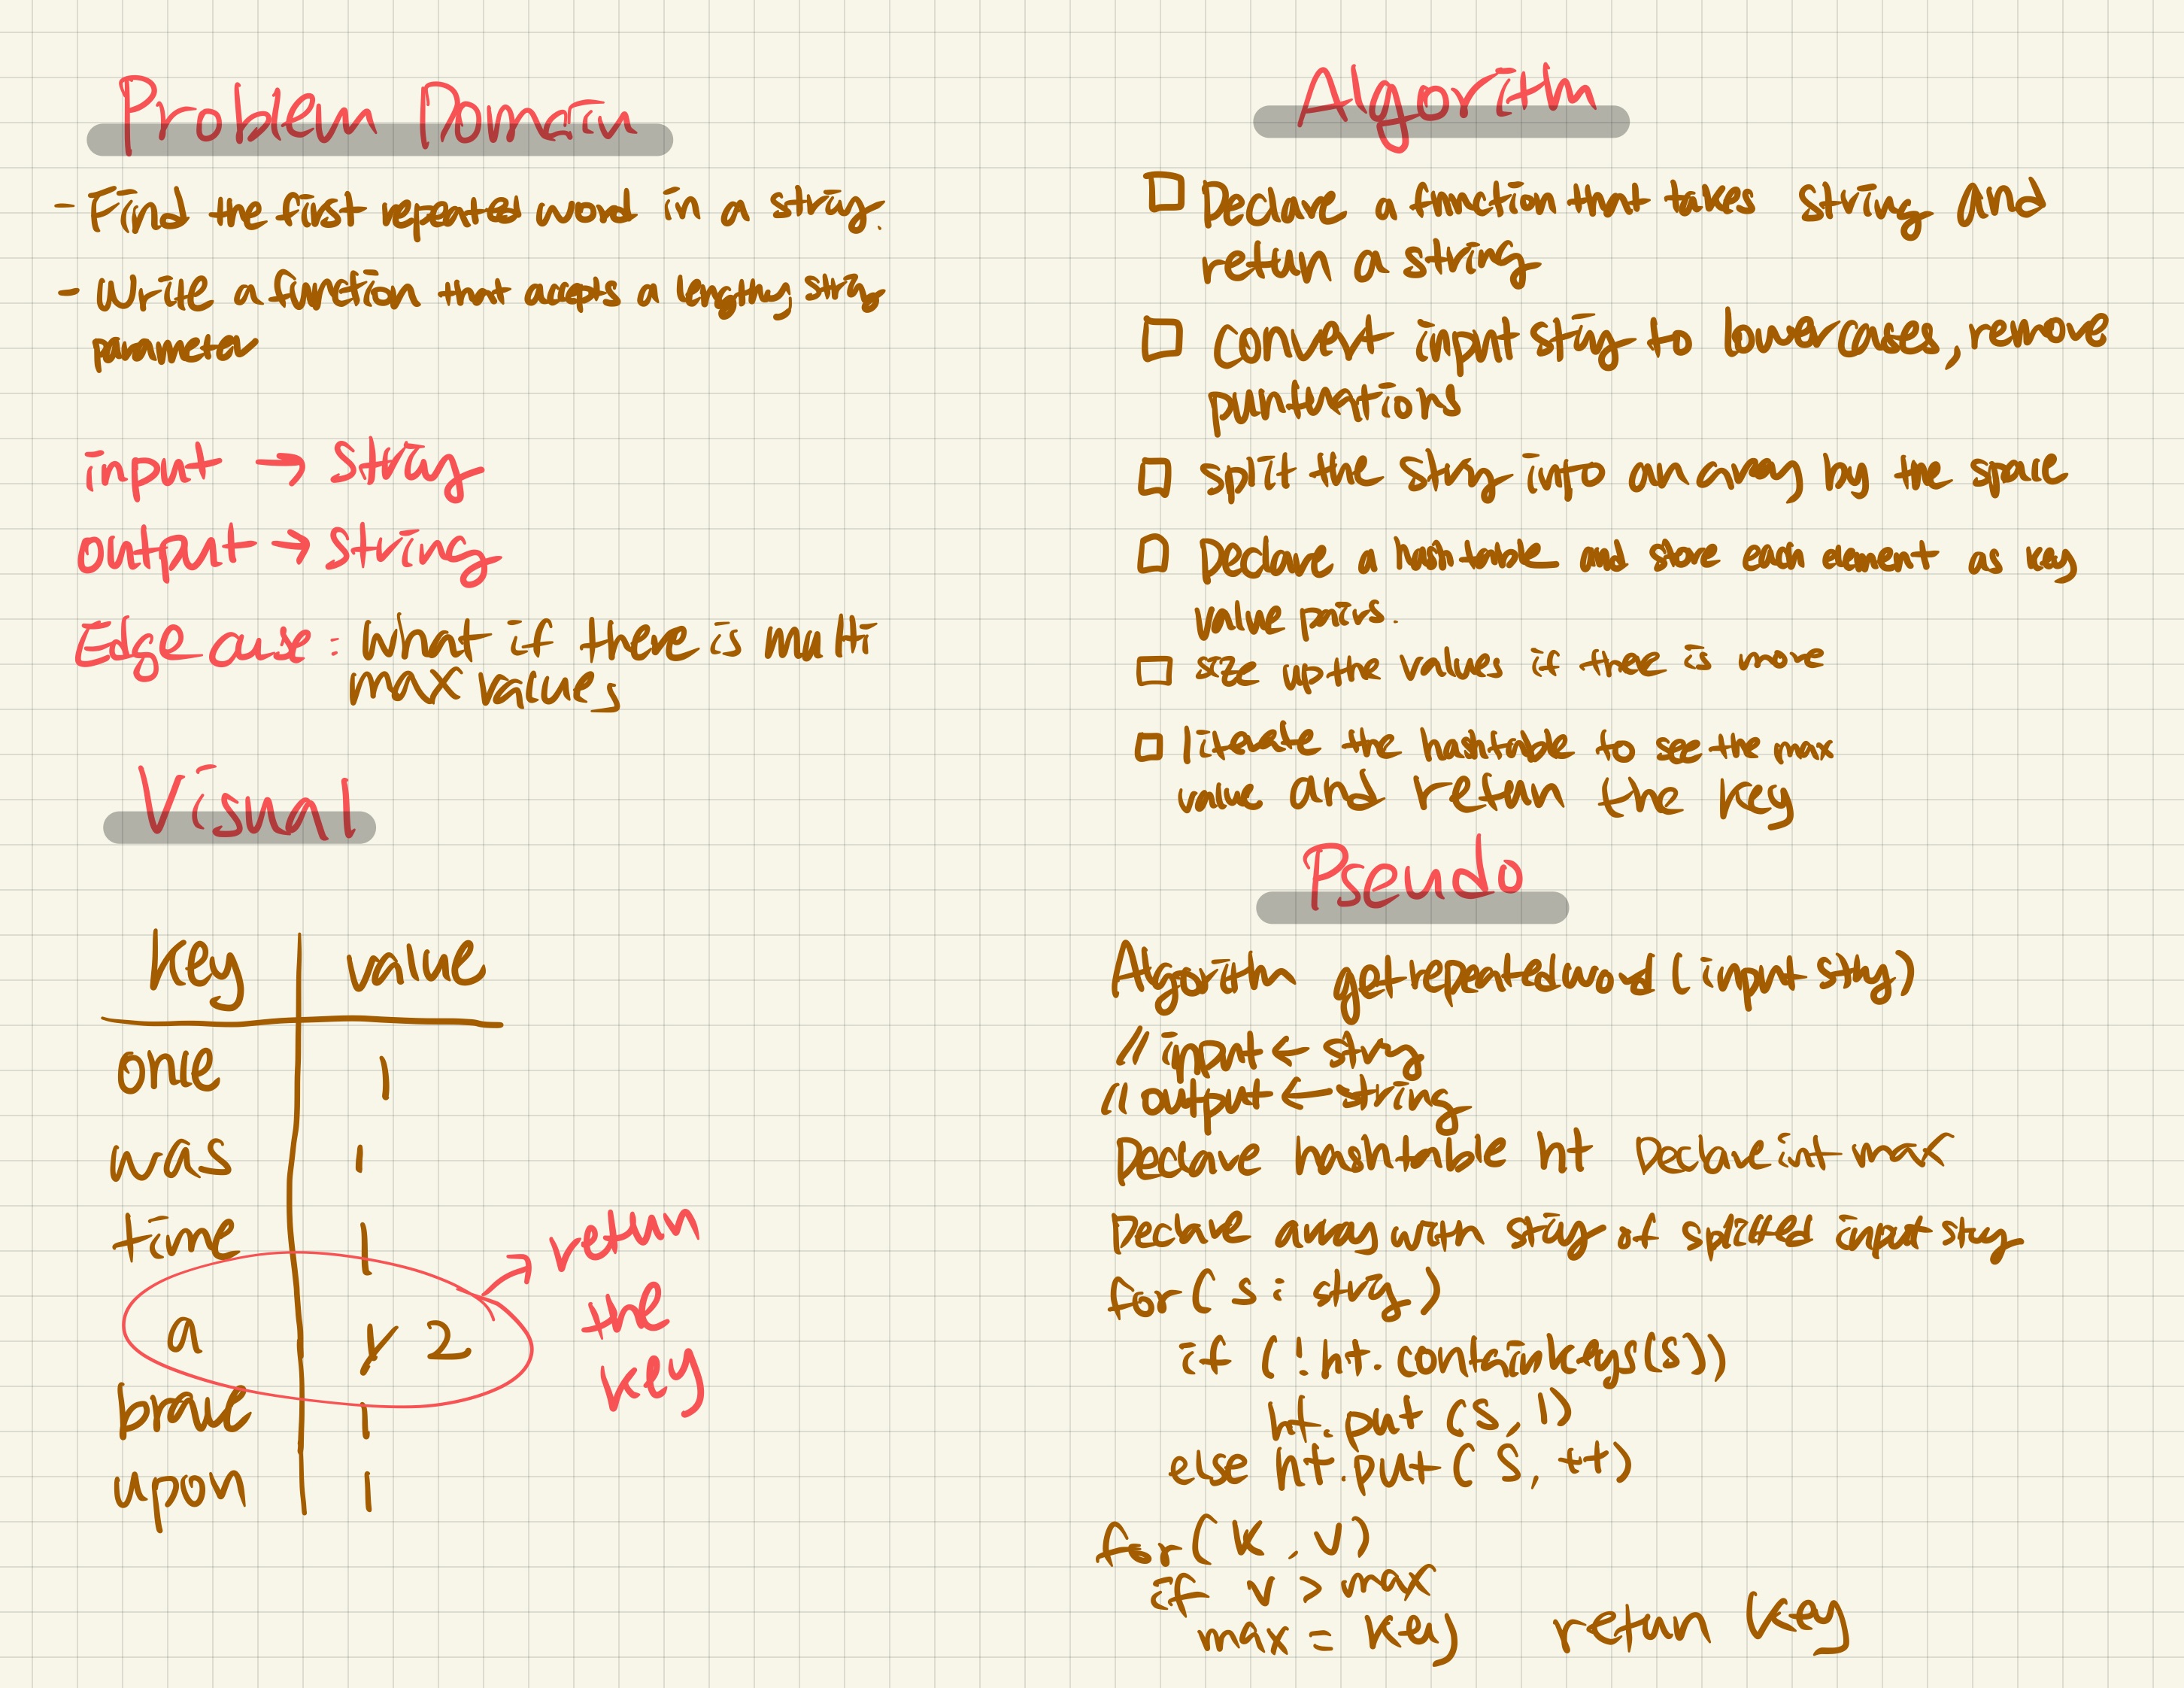 Problem Domain
- Find the first repeated word in a string.
- Write a function that accepts a lengthy string
parameter
input → string
output → string
Edge case: What if there is multi
max values
Visual
key value
once 1
was 1
time 1
a 1 2
brave 1
upon 1
return
the
key
Algorithm
□ Declare a function that takes string and
return a string
□ convert input string to lowercases, remove
puntuations
□ split the string into an array by the space
□ Declare a hashtable and store each element as key
value pairs.
□ size up the values if there is more
□ literate the hashtable to see the max
value and return the key
Pseudo
Algorithm getrepeatedword (input string)
// input ← string
// output ← string
Declare hashtable ht Declare int max
Declare array with string of splitted input string
for( s : string)
if (!ht.containkeys(s))
ht.put (s, 1)
else ht.put (s, ++)
for( k , v)
if v > max
max = key return key